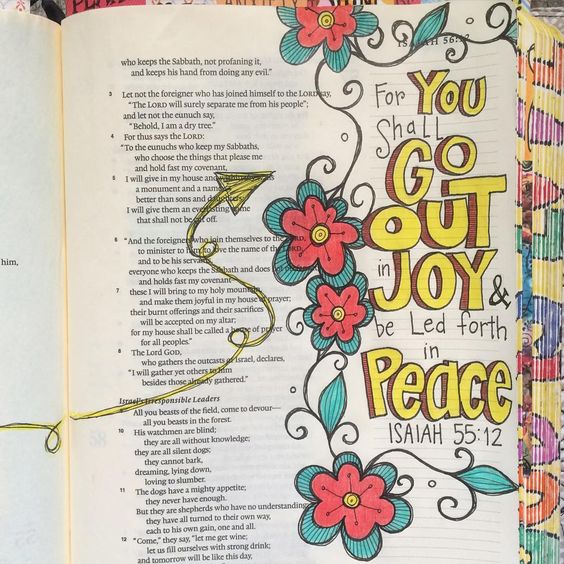 ISAIAH 56:12
who keeps the Sabbath, not profaning it,
and keeps his hand from doing any evil."
3 Let not the foreigner who has joined himself to the LORD say,
"The LORD will surely separate me from his people";
and let not the eunuch say,
"Behold, I am a dry tree."
4 For thus says the LORD:
"To the eunuchs who keep my Sabbaths,
who choose the things that please me
and hold fast my covenant,
5 I will give in my house and
a monument and a name
better than sons and daughters;
I will give them an everlasting name
that shall not be cut off.
6 "And the foreigners who join themselves to the LORD,
to minister to him, to love the name of the LORD,
and to be his servants,
everyone who keeps the Sabbath and does not
and holds fast my covenant—
7 these I will bring to my holy mountain,
and make them joyful in my house of prayer;
their burnt offerings and their sacrifices
will be accepted on my altar;
for my house shall be called a house of prayer
for all peoples."
8 The Lord GOD,
who gathers the outcasts of Israel, declares,
"I will gather yet others to him
besides those already gathered."
Israel's Irresponsible Leaders
9 All you beasts of the field, come to devour—
all you beasts in the forest.
10 His watchmen are blind;
they are all without knowledge;
they are all silent dogs;
they cannot bark,
dreaming, lying down,
loving to slumber.
11 The dogs have a mighty appetite;
they never have enough.
But they are shepherds who have no understanding;
they have all turned to their own way,
each to his own gain, one and all.
12 "Come," they say, "let me get wine;
let us fill ourselves with strong drink;
and tomorrow will be like this day,
him,
For YOU
Shall
GO
OUT
in
JOY &
be Led forth
in
Peace
ISAIAH 55:12